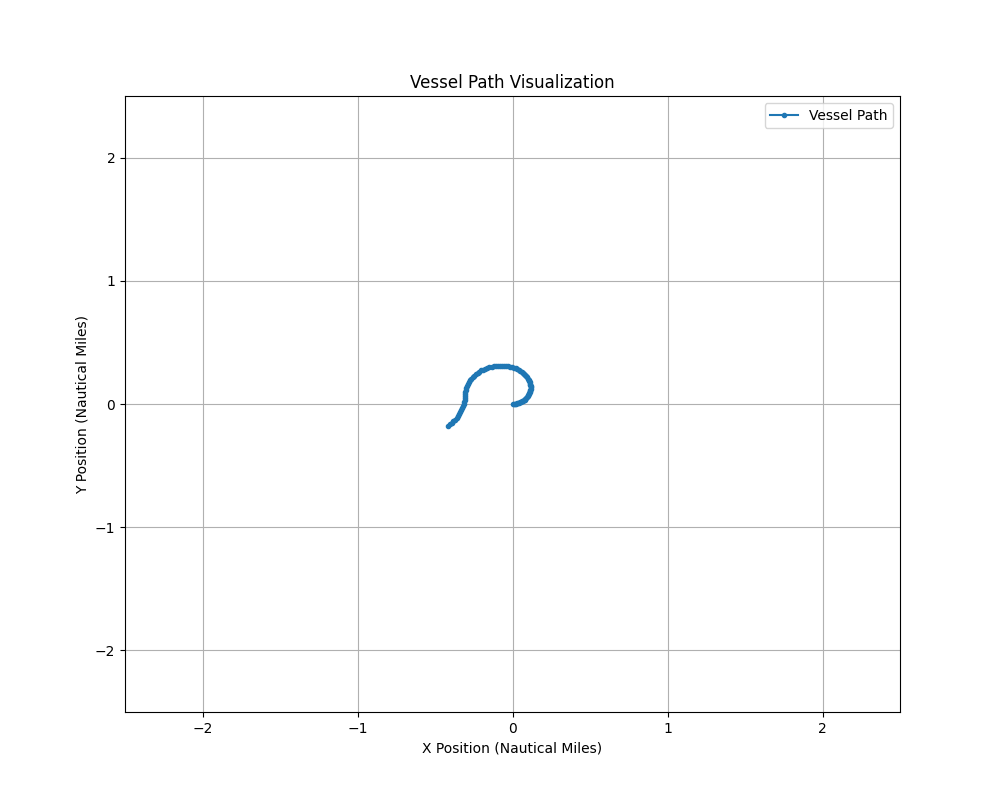 Vessel Path Visualization
Vessel Path
2
1
0
−1
−2
Y Position (Nautical Miles)
−2
−1
0
1
2
X Position (Nautical Miles)